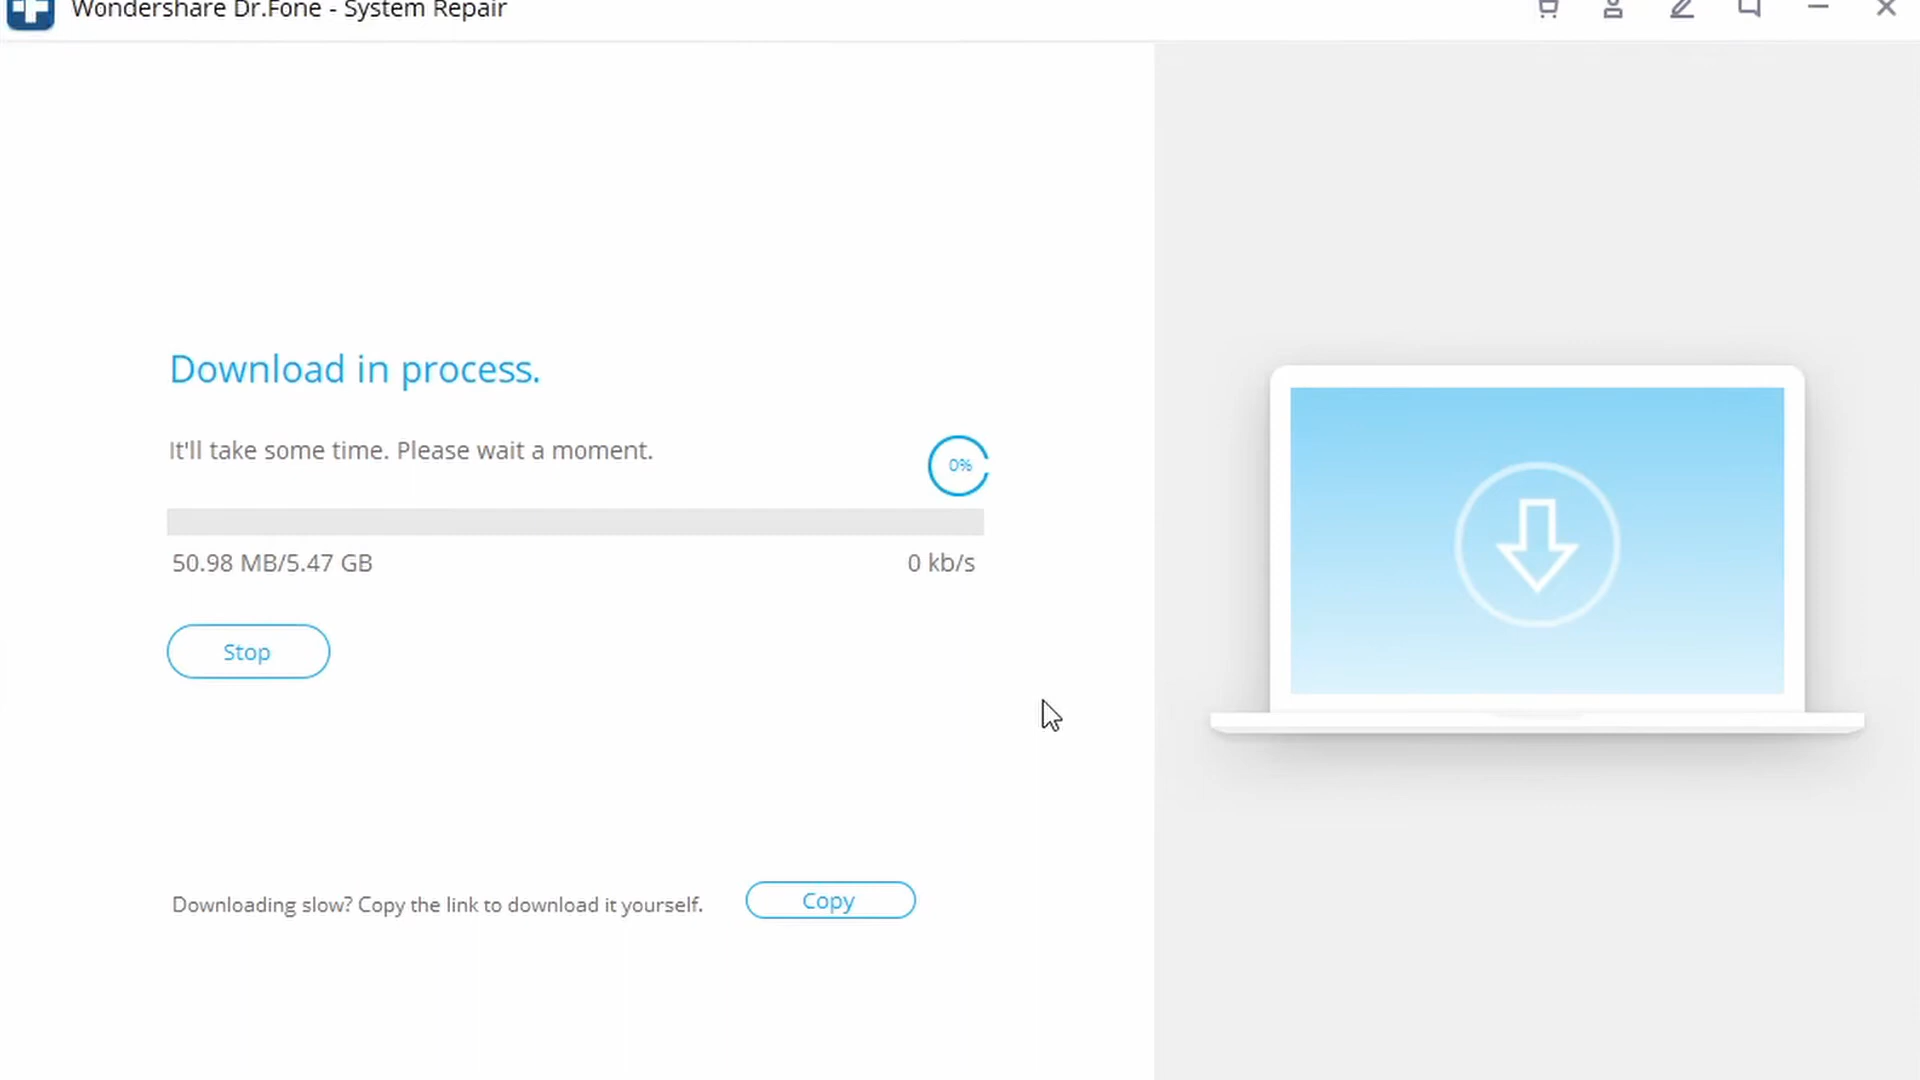 Wondershare Dr.Fone - System Repair
Download in process.
It'll take some time. Please wait a moment.
0%
50.98 MB/5.47 GB
0 kb/s
Stop
Downloading slow? Copy the link to download it yourself.
Copy